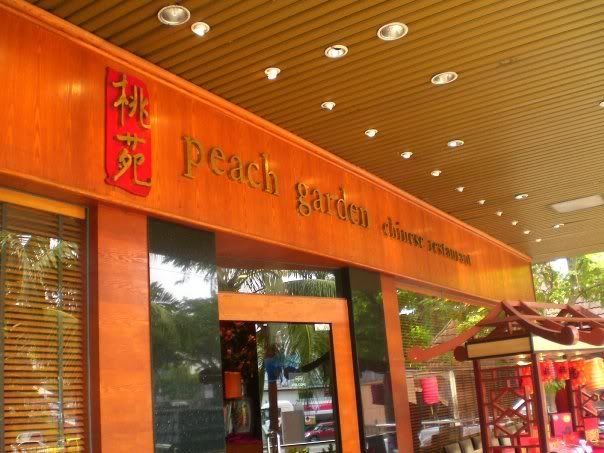 桃苑
peach garden chinese restaurant